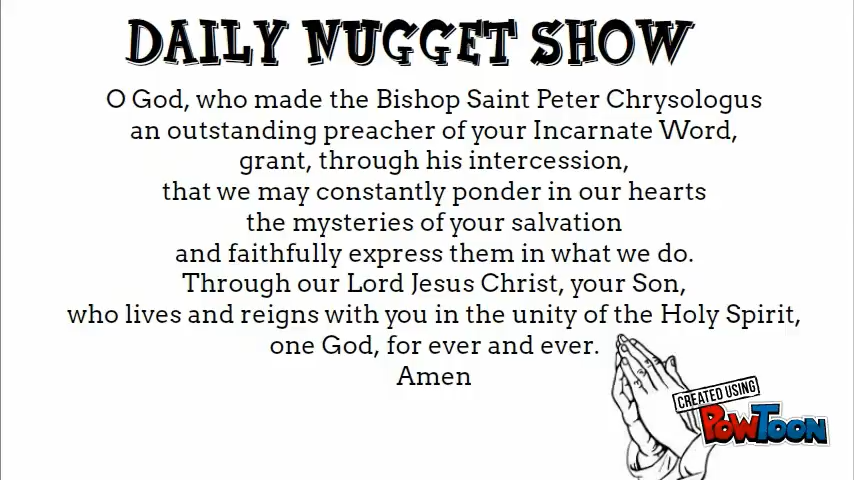 DAILY NUGGET SHOW
O God, who made the Bishop Saint Peter Chrysologus
an outstanding preacher of your Incarnate Word,
grant, through his intercession,
that we may constantly ponder in our hearts
the mysteries of your salvation
and faithfully express them in what we do.
Through our Lord Jesus Christ, your Son,
who lives and reigns with you in the unity of the Holy Spirit,
one God, for ever and ever.
Amen
CREATED USING
POWTOON